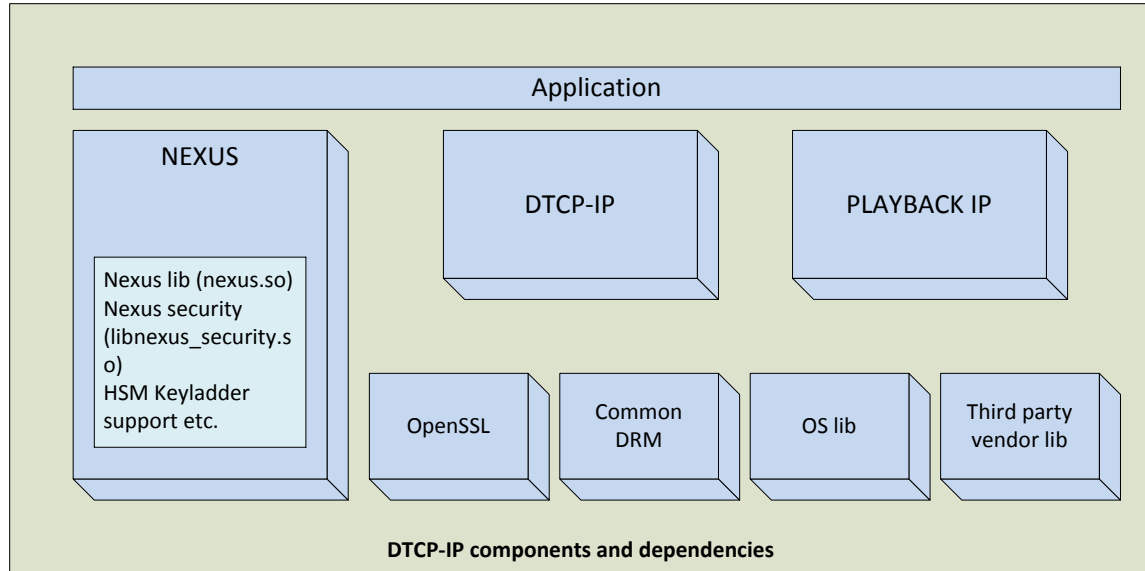 Application
NEXUS
Nexus lib (nexus.so)
Nexus security
(libnexus_security.s
o)
HSM Keyladder
support etc.
DTCP-IP
PLAYBACK IP
OpenSSL
Common
DRM
OS lib
Third party
vendor lib
DTCP-IP components and dependencies